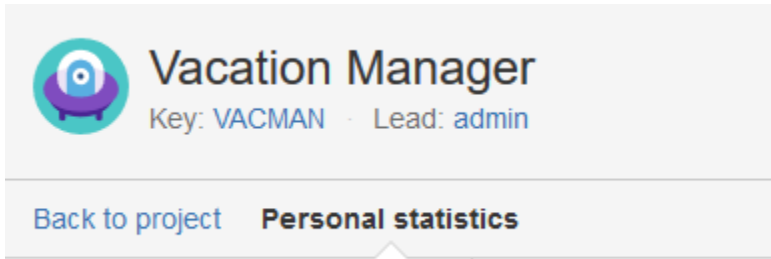 Vacation Manager
Key: VACMAN · Lead: admin
Back to project Personal statistics